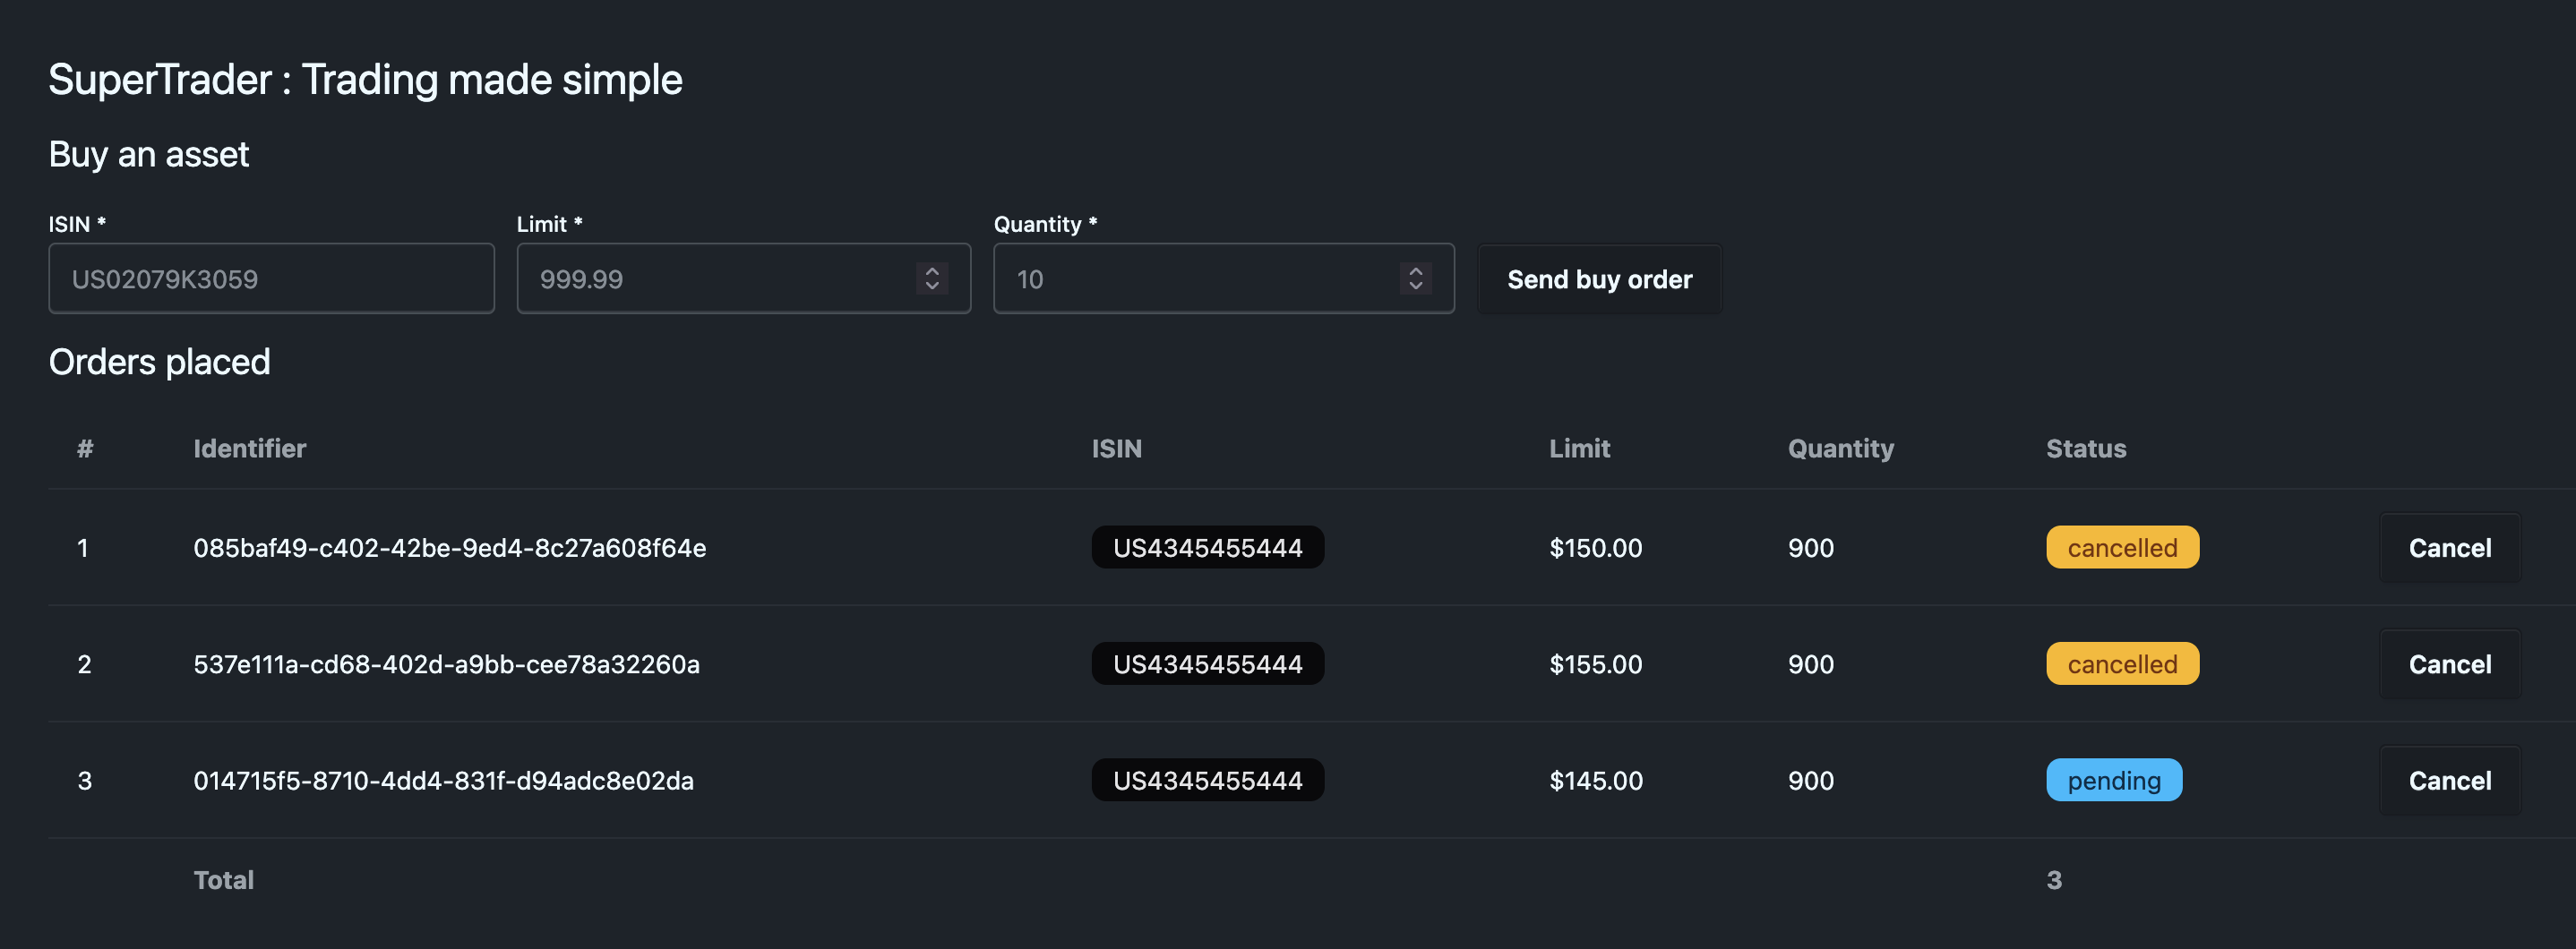 SuperTrader : Trading made simple
Buy an asset
ISIN * Limit * Quantity *
US02079K3059 999.99 10 Send buy order
Orders placed
# Identifier ISIN Limit Quantity Status
1 085baf49-c402-42be-9ed4-8c27a608f64e US4345455444 $150.00 900 cancelled Cancel
2 537e111a-cd68-402d-a9bb-cee78a32260a US4345455444 $155.00 900 cancelled Cancel
3 014715f5-8710-4dd4-831f-d94adc8e02da US4345455444 $145.00 900 pending Cancel
Total 3